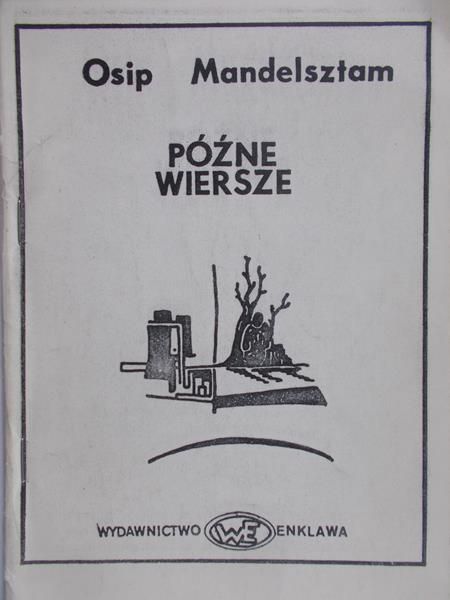 Osip Mandelsztam
PÓŹNE
WIERSZE
WYDAWNICTWO WE ENKLAWA